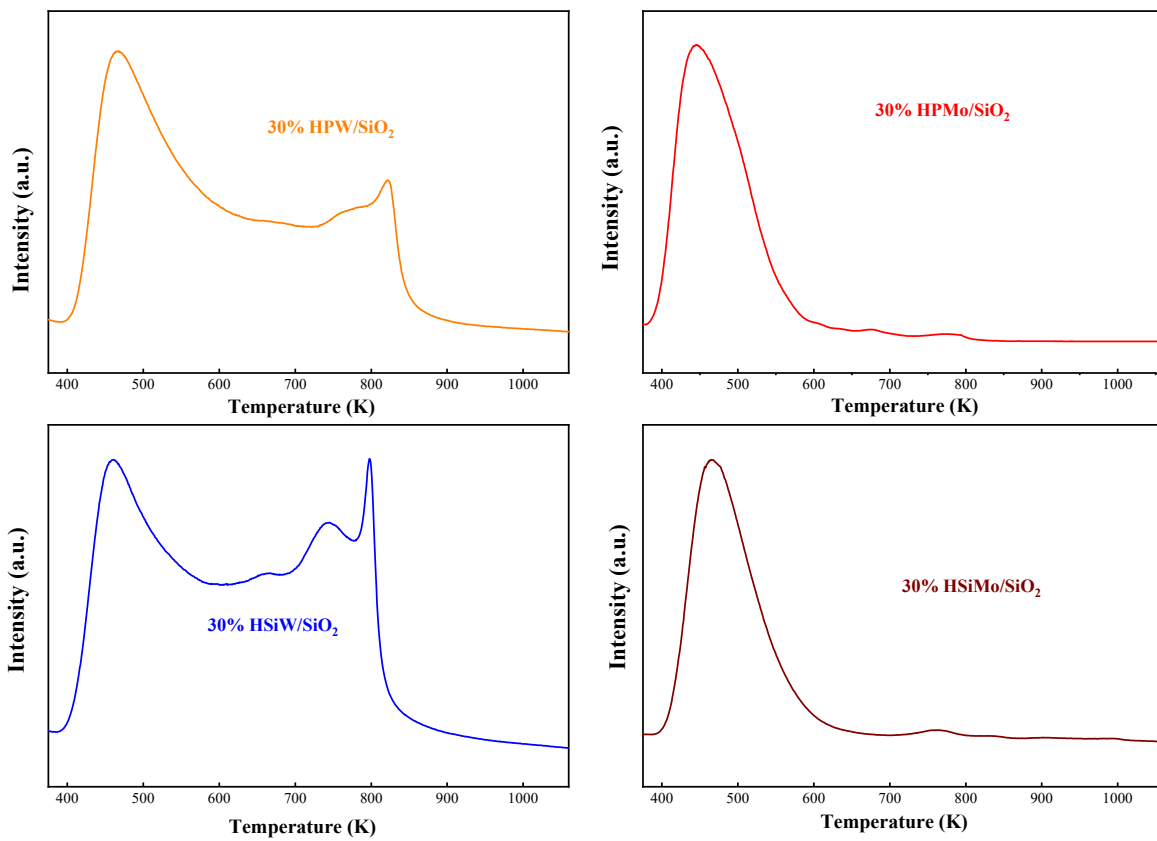 Intensity (a.u.)
30% HPW/SiO₂
400 500 600 700 800 900 1000
Temperature (K)
Intensity (a.u.)
30% HPMo/SiO₂
400 500 600 700 800 900 1000
Temperature (K)
Intensity (a.u.)
30% HSiW/SiO₂
400 500 600 700 800 900 1000
Temperature (K)
Intensity (a.u.)
30% HSiMo/SiO₂
400 500 600 700 800 900 1000
Temperature (K)